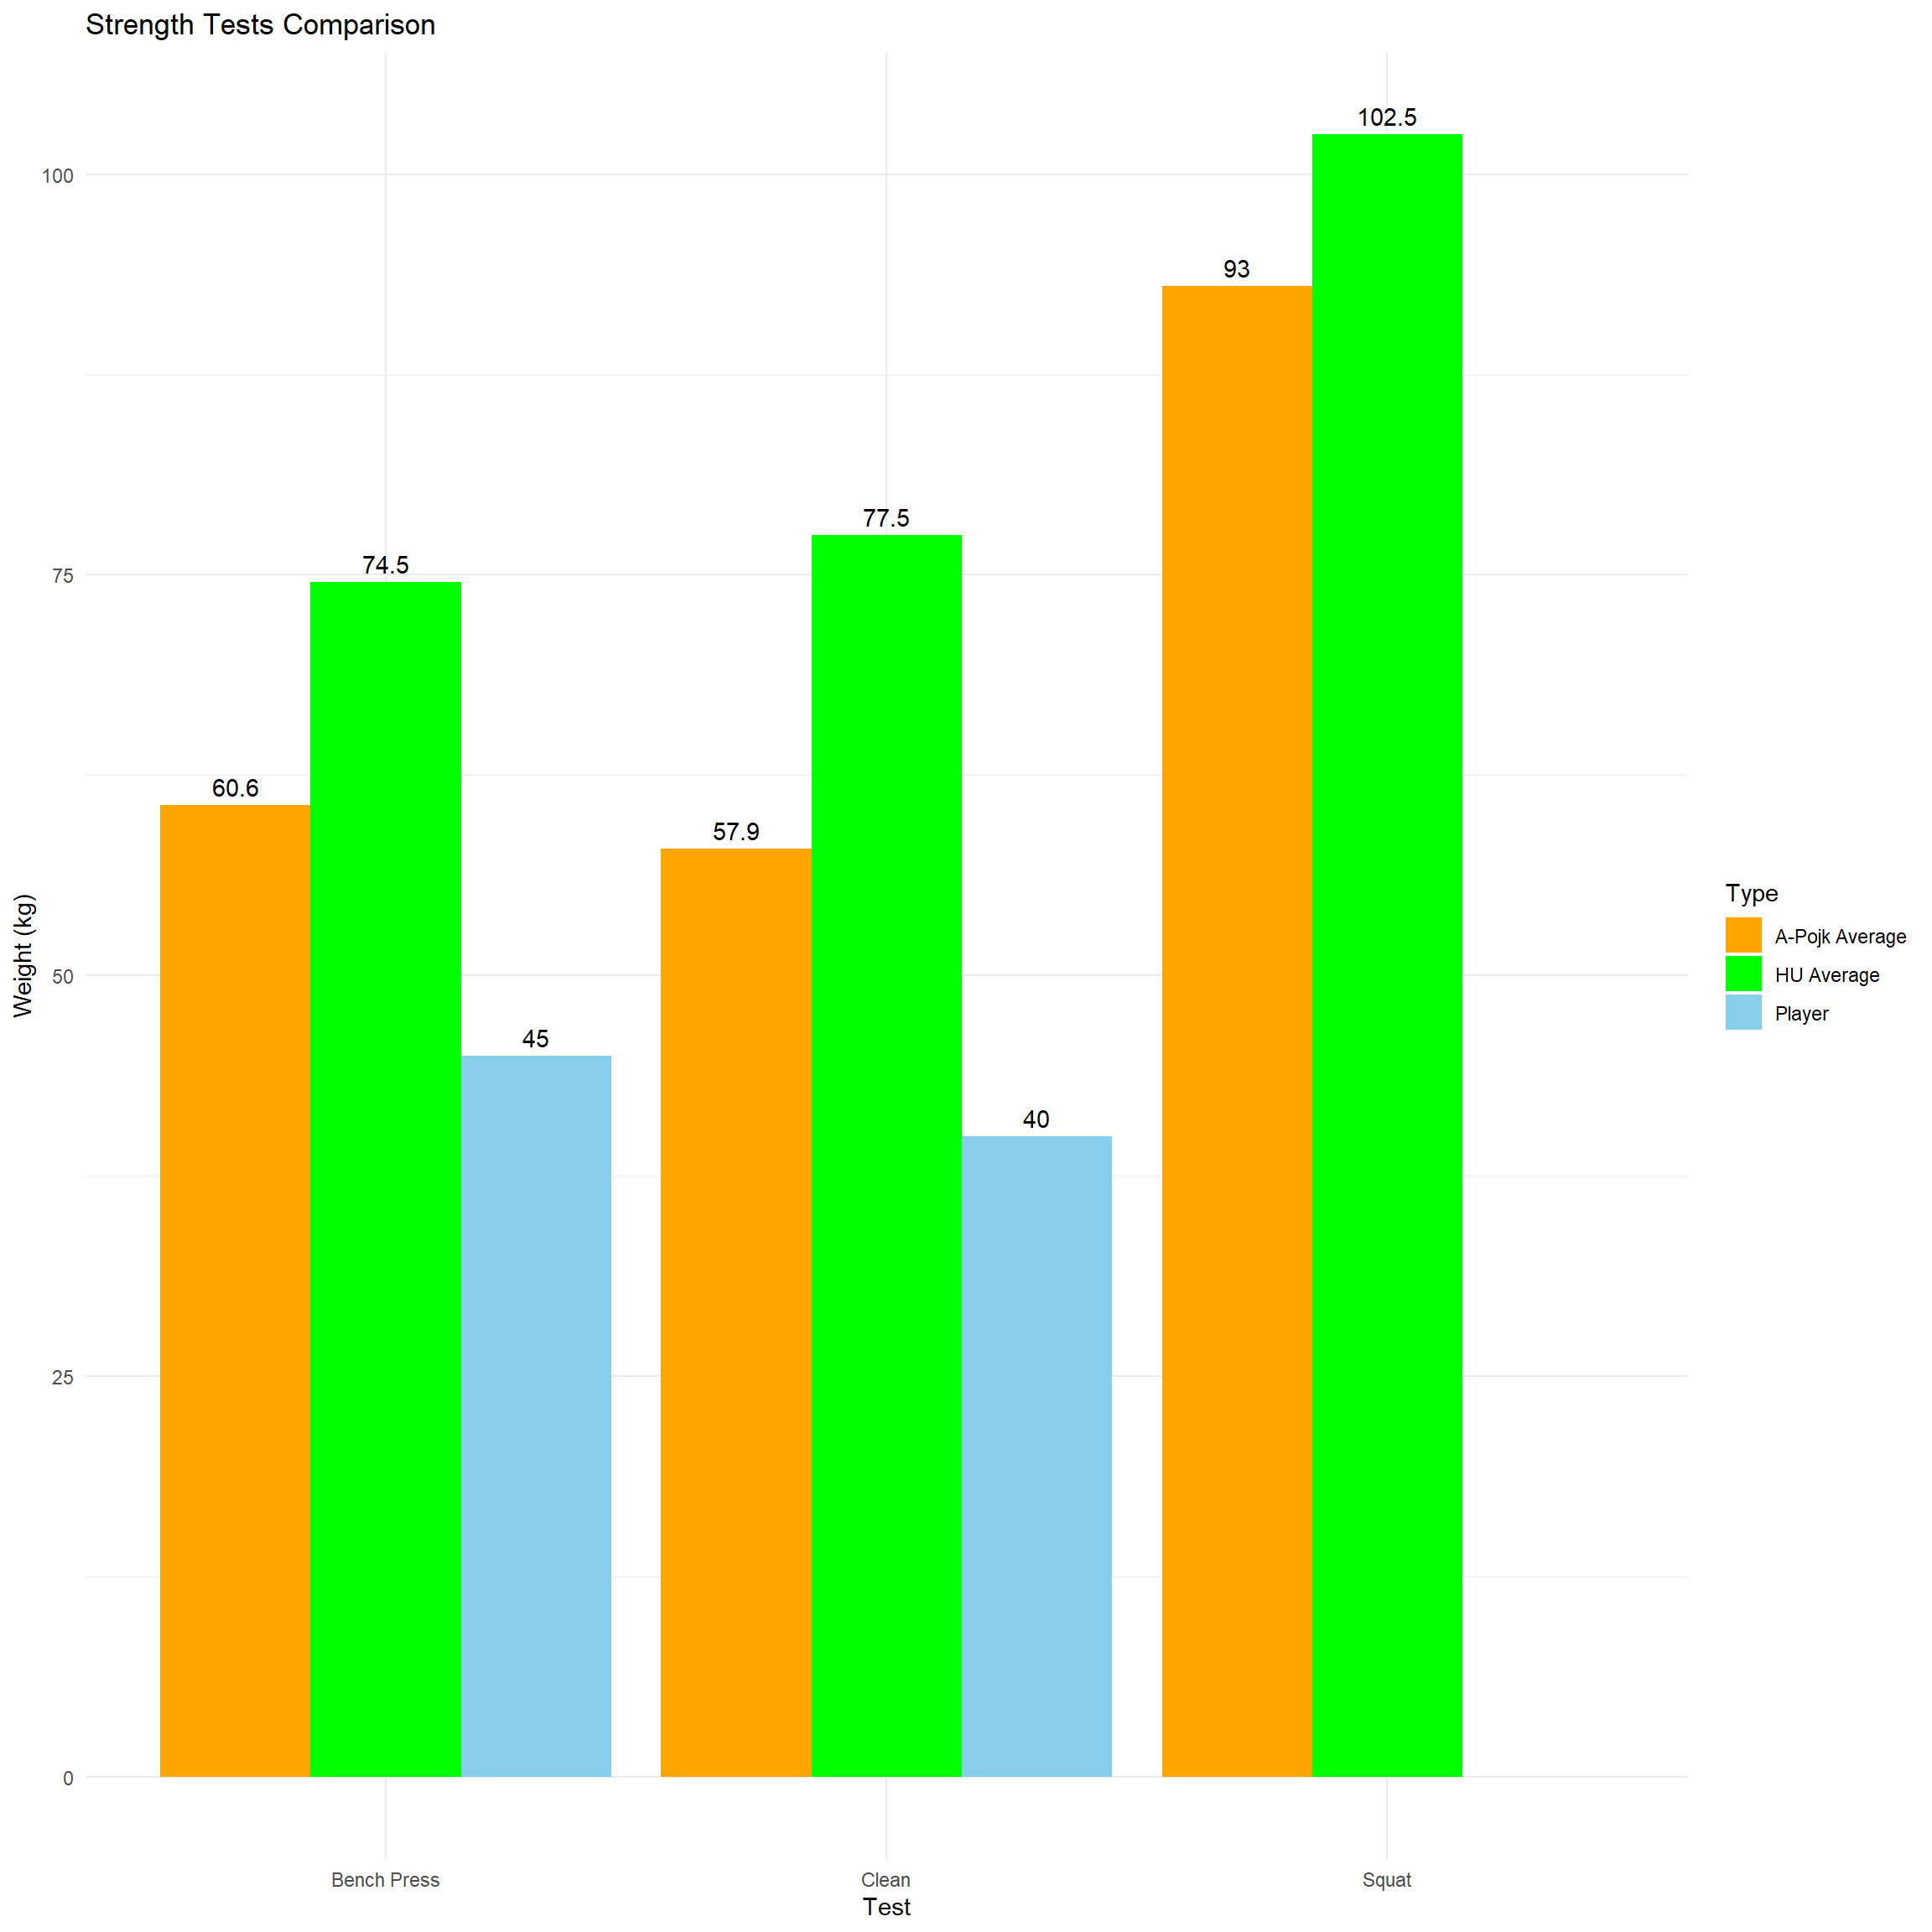 Strength Tests Comparison
102.5
100
93
77.5
75
74.5
60.6
57.9
Weight (kg)
50
45
40
25
0
Type
A-Pojk Average
HU Average
Player
Bench Press
Clean
Squat
Test